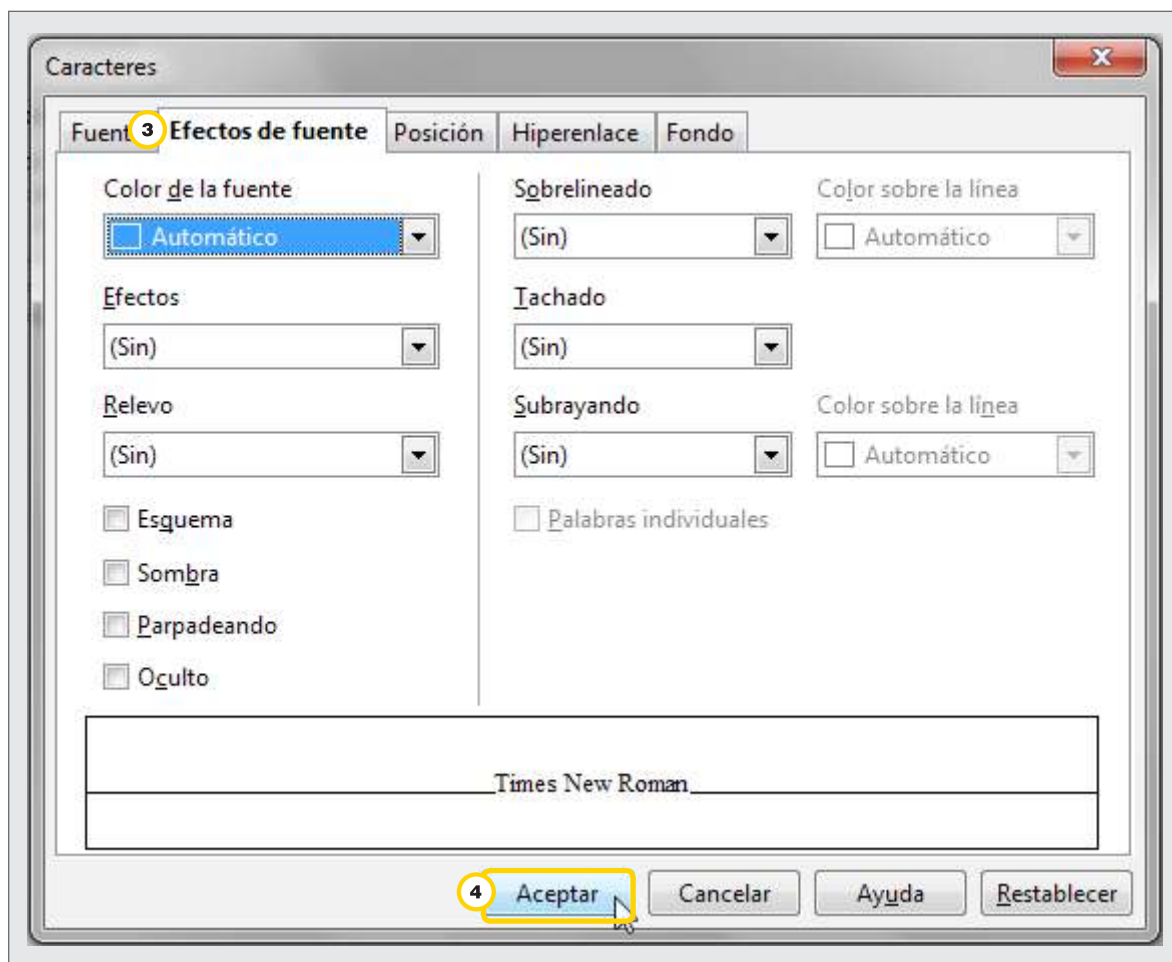 Caracteres
Fuent 3 Efectos de fuente Posición Hiperenlace Fondo
Color de la fuente Sobrelineado Color sobre la línea
Automático (Sin) Automático
Efectos Tachado
(Sin) (Sin)
Relevo Subrayando Color sobre la línea
(Sin) (Sin) Automático
Esquema Palabras individuales
Sombra
Parpadeando
Oculto
Times New Roman
4 Aceptar Cancelar Ayuda Restablecer